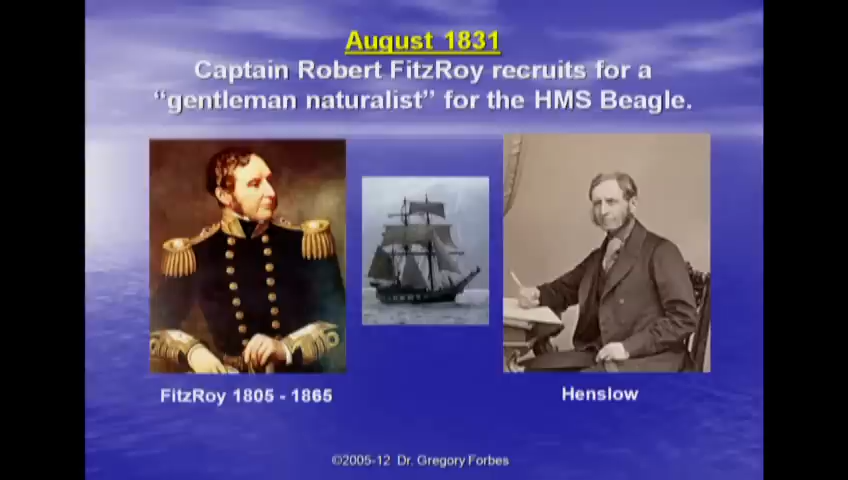 August 1831
Captain Robert FitzRoy recruits for a
“gentleman naturalist” for the HMS Beagle.
FitzRoy 1805 - 1865
Henslow
©2005-12 Dr. Gregory Forbes